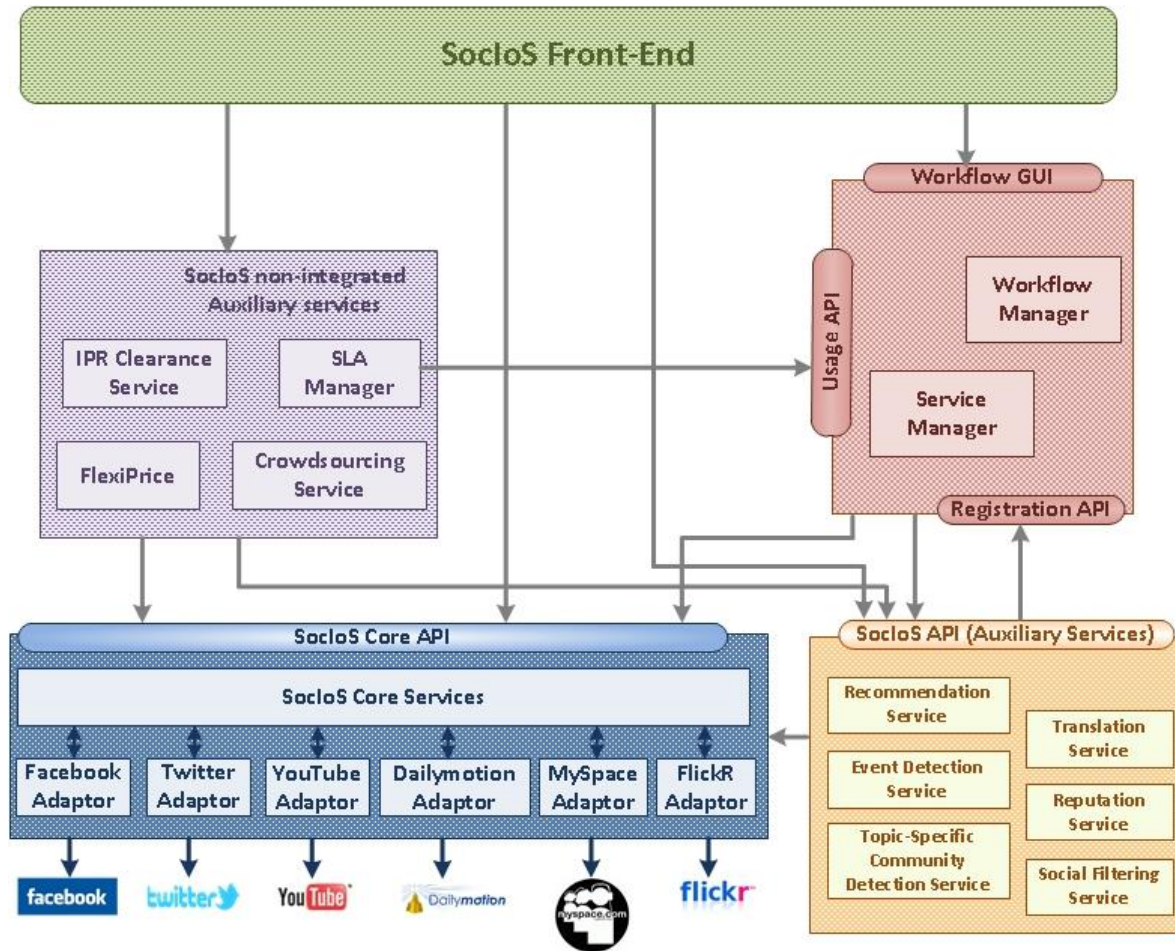 SocIoS Front-End
Workflow GUI
SocIoS non-integrated
Auxiliary services
IPR Clearance
Service
SLA
Manager
FlexiPrice
Crowdsourcing
Service
Usage API
Workflow
Manager
Service
Manager
Registration API
SocIoS Core API
SocIoS Core Services
Facebook
Adaptor
Twitter
Adaptor
YouTube
Adaptor
Dailymotion
Adaptor
MySpace
Adaptor
FlickR
Adaptor
facebook
twitter
YouTube
Dailymotion
myspace.com
flickr
SocIoS API (Auxiliary Services)
Recommendation
Service
Translation
Service
Event Detection
Service
Reputation
Service
Topic-Specific
Community
Detection Service
Social Filtering
Service